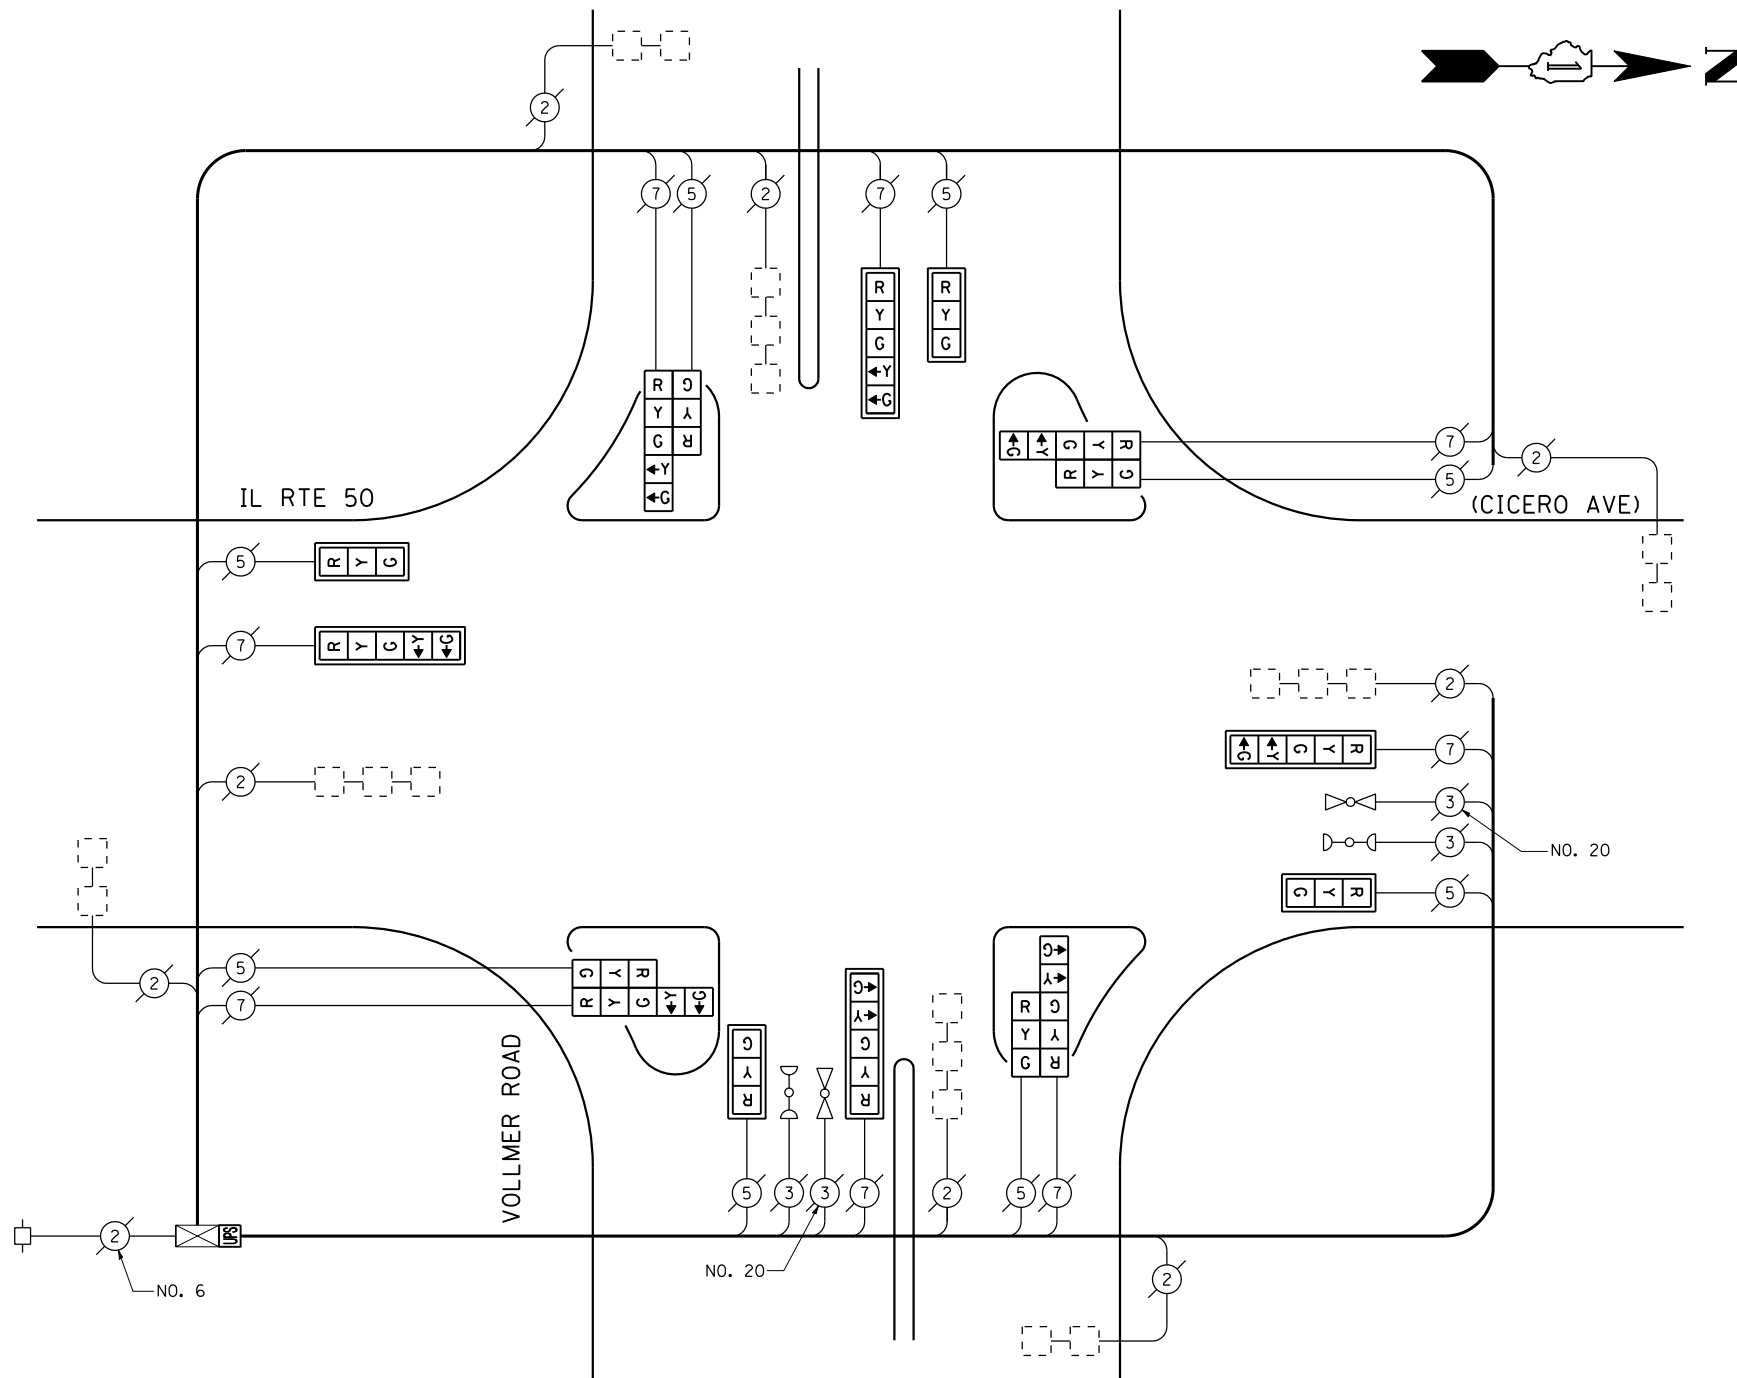 2
1 N
7 5 2 7 5
R Y G ←Y ←G
R Y G
R Y G ←Y ←G
G Y R
←G ←Y G Y R
R Y G
7
5
2
IL RTE 50
(CICERO AVE)
5 R Y G
7 R Y G ←Y ←G
2
2
←G ←Y G Y R 7
3
3
NO. 20
G Y R 5
2
5 G Y R
7 R Y G ←Y ←G
VOLLMER ROAD
G Y R
←G ←Y G Y R
R Y G
←G ←Y G Y R
5 3 3 7 2 5 7
2 UPS
NO. 6
NO. 20
2